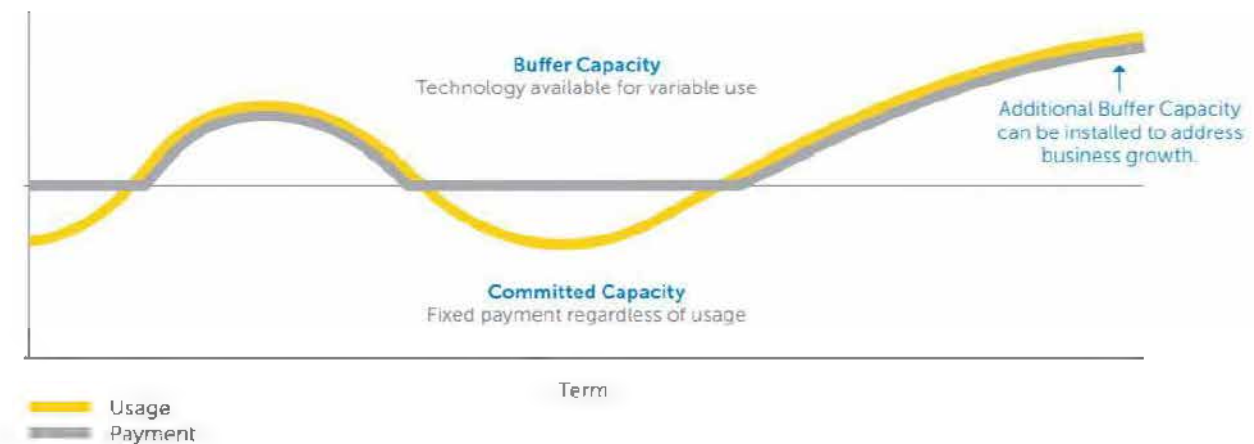 Buffer Capacity
Technology available for variable use
Additional Buffer Capacity
can be installed to address
business growth.
Committed Capacity
Fixed payment regardless of usage
Term
Usage
Payment